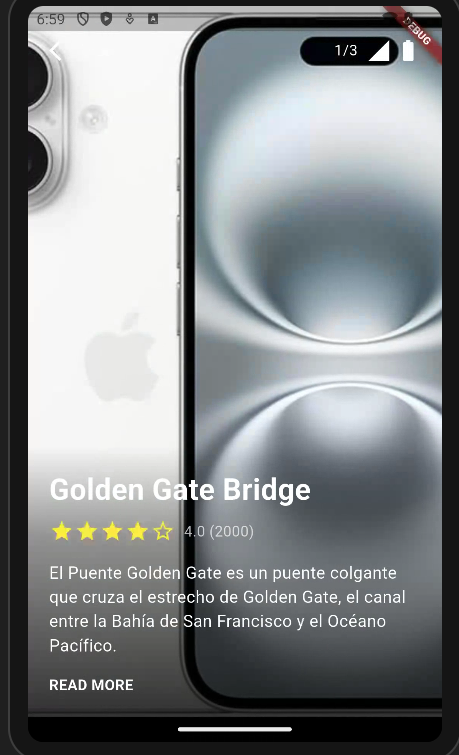 6:59
DEBUG
1/3
Golden Gate Bridge
4.0 (2000)
El Puente Golden Gate es un puente colgante
que cruza el estrecho de Golden Gate, el canal
entre la Bahía de San Francisco y el Océano
Pacífico.
READ MORE